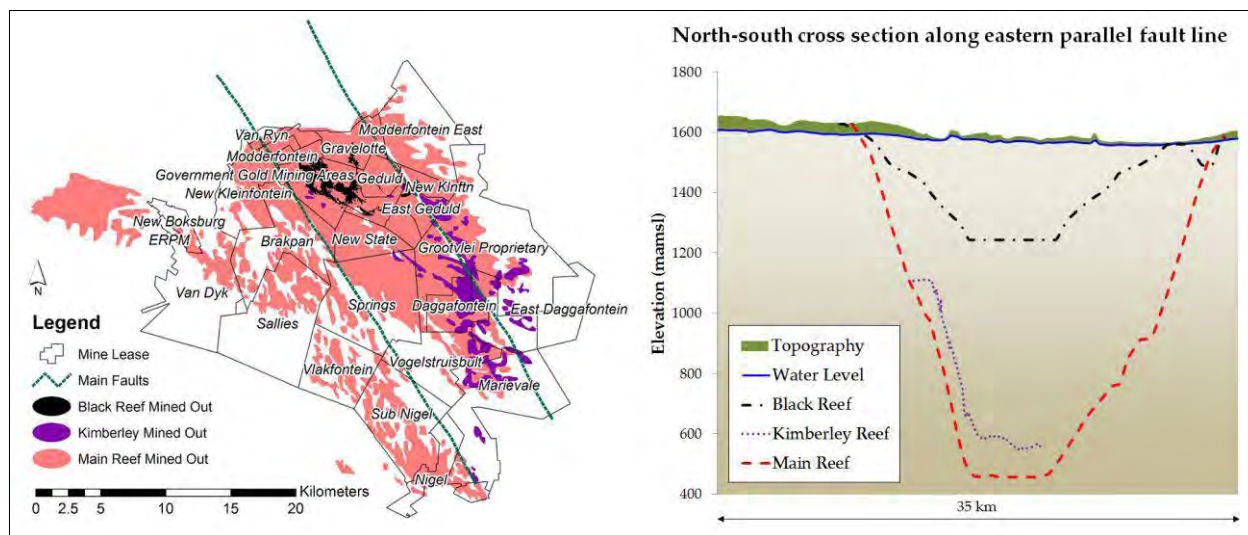 Van Ryn
Modderfontein East
Gravelotte
Modderfontein
Government Gold Mining Areas
Geduld
New Kleinfontein
New Klnftn
East Geduld
New Boksburg
ERPM
Brakpan
New State
Grootvlei Proprietary
Van Dyk
Springs
Daggafontein
East Daggafontein
Sallies
Vlakfontein
Vogelstruisbult
Marievale
Sub Nigel
Nigel
N
Legend
Mine Lease
Main Faults
Black Reef Mined Out
Kimberley Mined Out
Main Reef Mined Out
Kilometers
0 2.5 5 10 15 20
North-south cross section along eastern parallel fault line
Elevation (mamsl)
1800
1600
1400
1200
1000
800
600
400
Topography
Water Level
Black Reef
Kimberley Reef
Main Reef
35 km